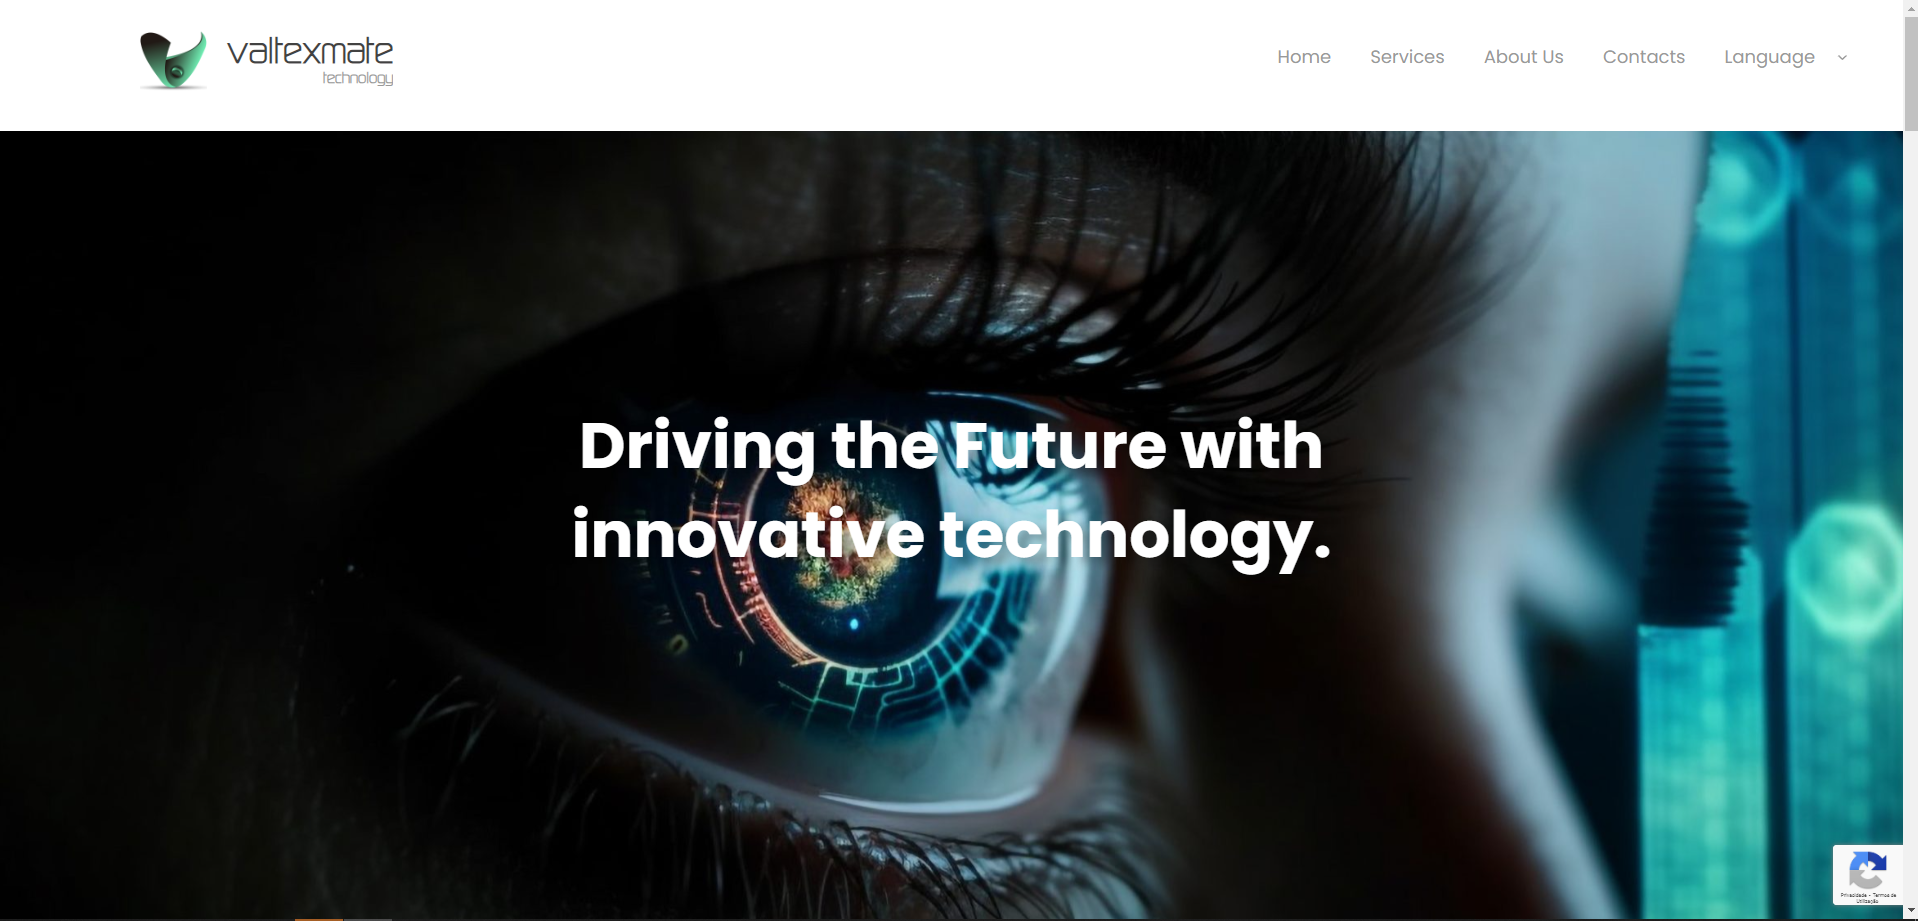 valtexmate
technology
Home Services About Us Contacts Language
Driving the Future with
innovative technology.
Privacidade - Termos de
Utilização